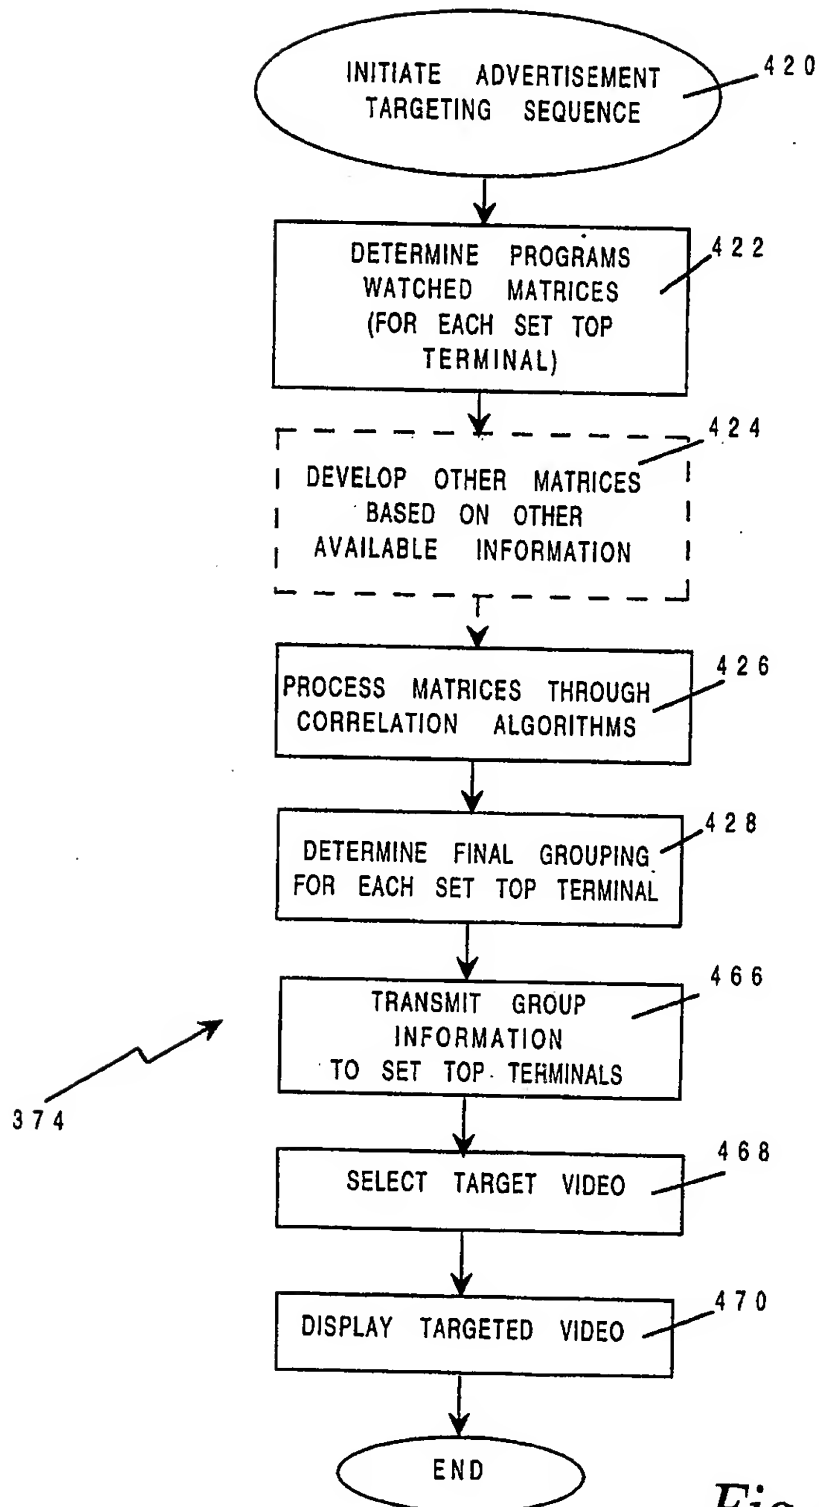 INITIATE ADVERTISEMENT
TARGETING SEQUENCE
420
DETERMINE PROGRAMS
WATCHED MATRICES
(FOR EACH SET TOP
TERMINAL)
422
DEVELOP OTHER MATRICES
BASED ON OTHER
AVAILABLE INFORMATION
424
PROCESS MATRICES THROUGH
CORRELATION ALGORITHMS
426
DETERMINE FINAL GROUPING
FOR EACH SET TOP TERMINAL
428
TRANSMIT GROUP
INFORMATION
TO SET TOP TERMINALS
466
374
SELECT TARGET VIDEO
468
DISPLAY TARGETED VIDEO
470
END